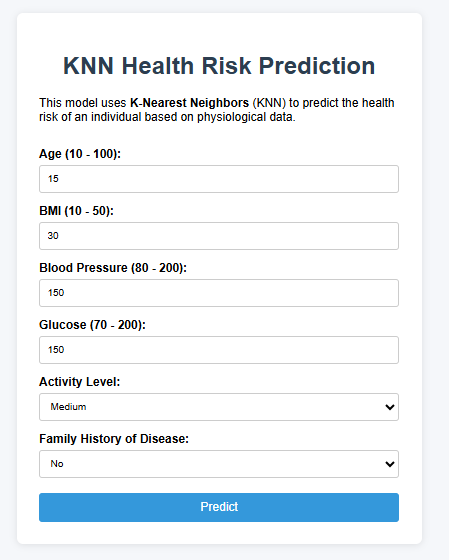 KNN Health Risk Prediction
This model uses K-Nearest Neighbors (KNN) to predict the health
risk of an individual based on physiological data.
Age (10 - 100):
15
BMI (10 - 50):
30
Blood Pressure (80 - 200):
150
Glucose (70 - 200):
150
Activity Level:
Medium
Family History of Disease:
No
Predict